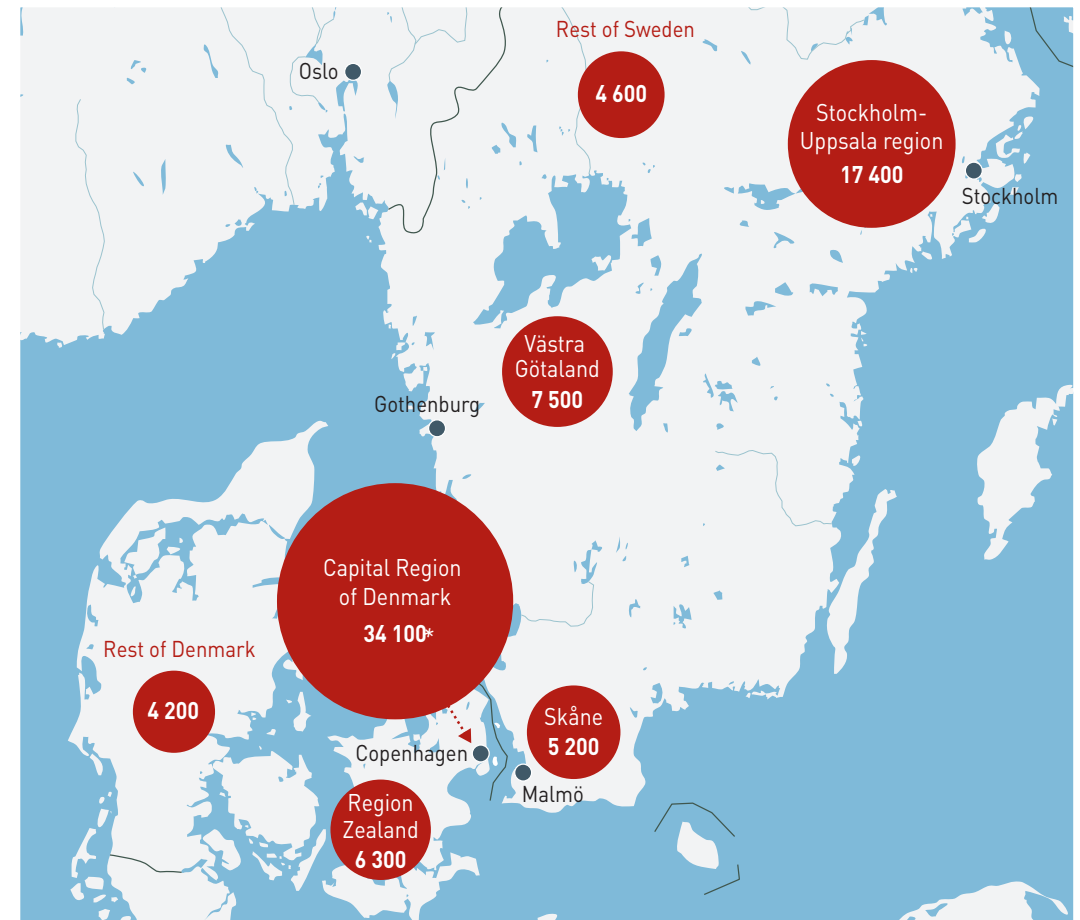 Rest of Sweden
4 600
Oslo
Stockholm-
Uppsala region
17 400
Stockholm
Västra
Götaland
7 500
Gothenburg
Capital Region
of Denmark
34 100*
Rest of Denmark
4 200
Skåne
5 200
Copenhagen
Malmö
Region
Zealand
6 300